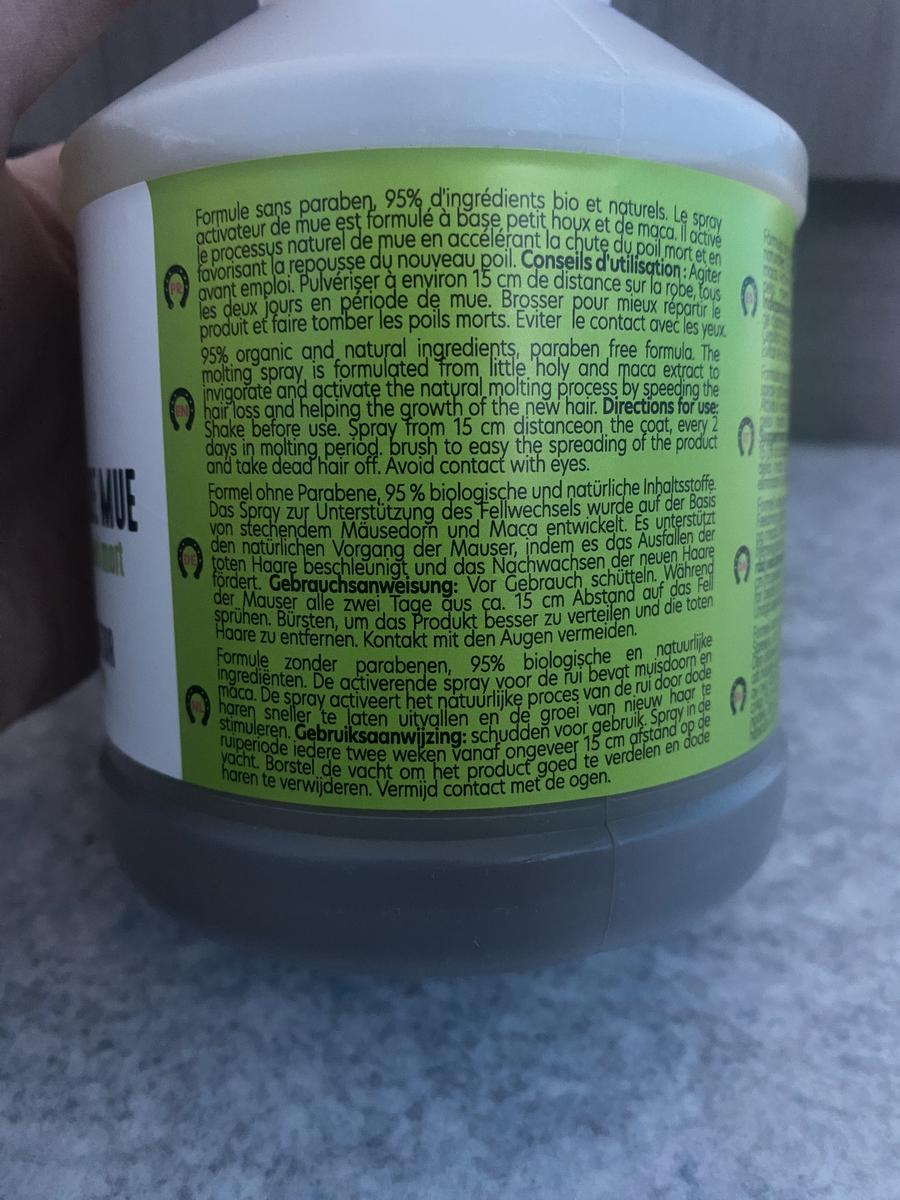 Formule sans paraben, 95% d'ingrédients bio et naturels. Le spray
activateur de mue est formulé à base petit houx et de maca. Il active
le processus naturel de mue en accélérant la chute du poil mort et en
favorisant la repousse du nouveau poil. Conseils d'utilisation : Agiter
avant emploi. Pulvériser à environ 15 cm de distance sur la robe, tous
les deux jours en période de mue. Brosser pour mieux répartir le
produit et faire tomber les poils morts. Eviter le contact avec les yeux.
FR
95% organic and natural ingredients, paraben free formula. The
molting spray is formulated from little holy and maca extract to
invigorate and activate the natural molting process by speeding the
hair loss and helping the growth of the new hair. Directions for use:
Shake before use. Spray from 15 cm distanceon the coat, every 2
days in molting period. brush to easy the spreading of the product
and take dead hair off. Avoid contact with eyes.
EN
Formel ohne Parabene, 95 % biologische und natürliche Inhaltsstoffe.
Das Spray zur Unterstützung des Fellwechsels wurde auf der Basis
von stechendem Mäusedorn und Maca entwickelt. Es unterstützt
den natürlichen Vorgang der Mauser, indem es das Ausfallen der
toten Haare beschleunigt und das Nachwachsen der neuen Haare
fördert. Gebrauchsanweisung: Vor Gebrauch schütteln. Während
der Mauser alle zwei Tage aus ca. 15 cm Abstand auf das Fell
sprühen. Bürsten, um das Produkt besser zu verteilen und die toten
Haare zu entfernen. Kontakt mit den Augen vermeiden.
DE
Formule zonder parabenen, 95% biologische en natuurlijke
ingrediënten. De activerende spray voor de rui bevat muisdoorn en
maca. De spray activeert het natuurlijke proces van de rui door dode
haren sneller te laten uitvallen en de groei van nieuw haar te
stimuleren. Gebruiksaanwijzing: schudden voor gebruik. Spray in de
ruiperiode iedere twee weken vanaf ongeveer 15 cm afstand op de
vacht. Borstel de vacht om het product goed te verdelen en dode
haren te verwijderen. Vermijd contact met de ogen.
NL
MUE
mort